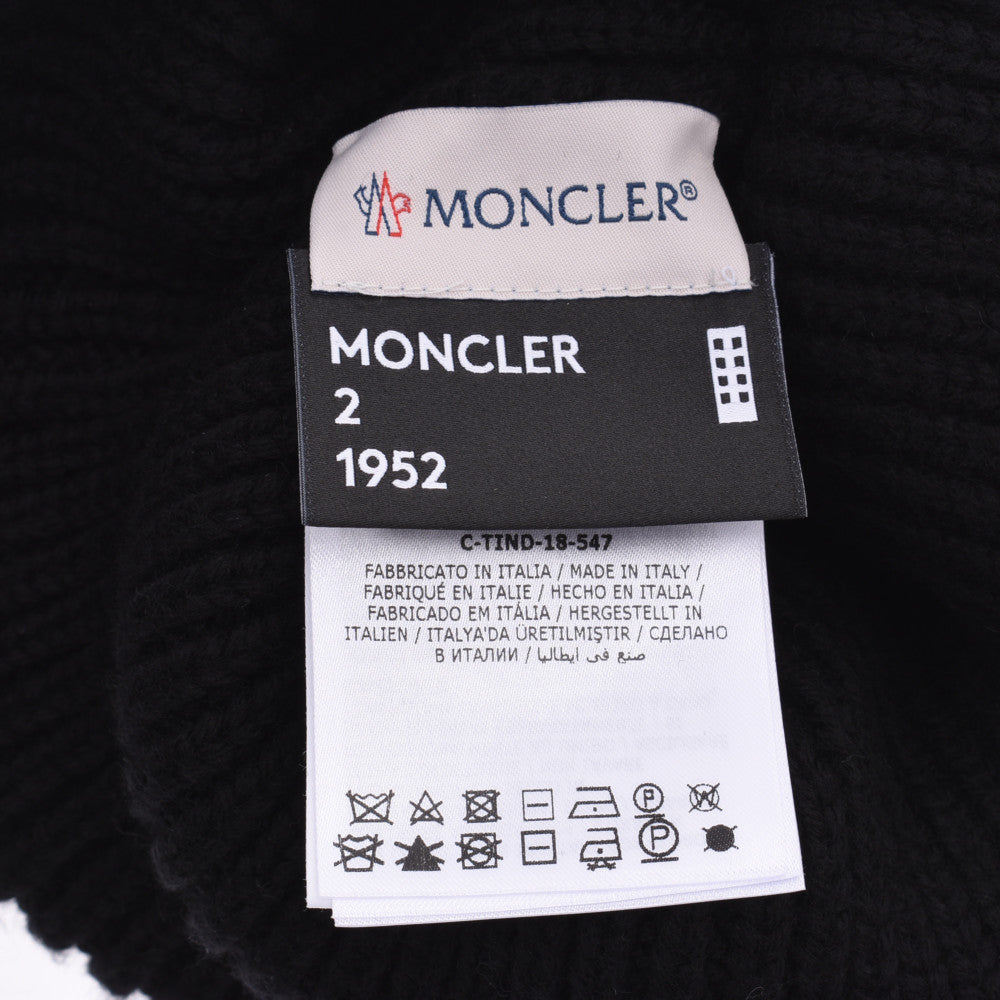 MONCLER®
MONCLER
2
1952
C-TIND-18-547
FABBRICATO IN ITALIA / MADE IN ITALY /
FABRIQUÉ EN ITALIE / HECHO EN ITALIA /
FABRICADO EM ITÁLIA / HERGESTELLT IN
ITALIEN / ITALYA'DA ÜRETILMIŞTIR / СДЕЛАНО
В ИТАЛИИ / صنع في ايطاليا
P W
P